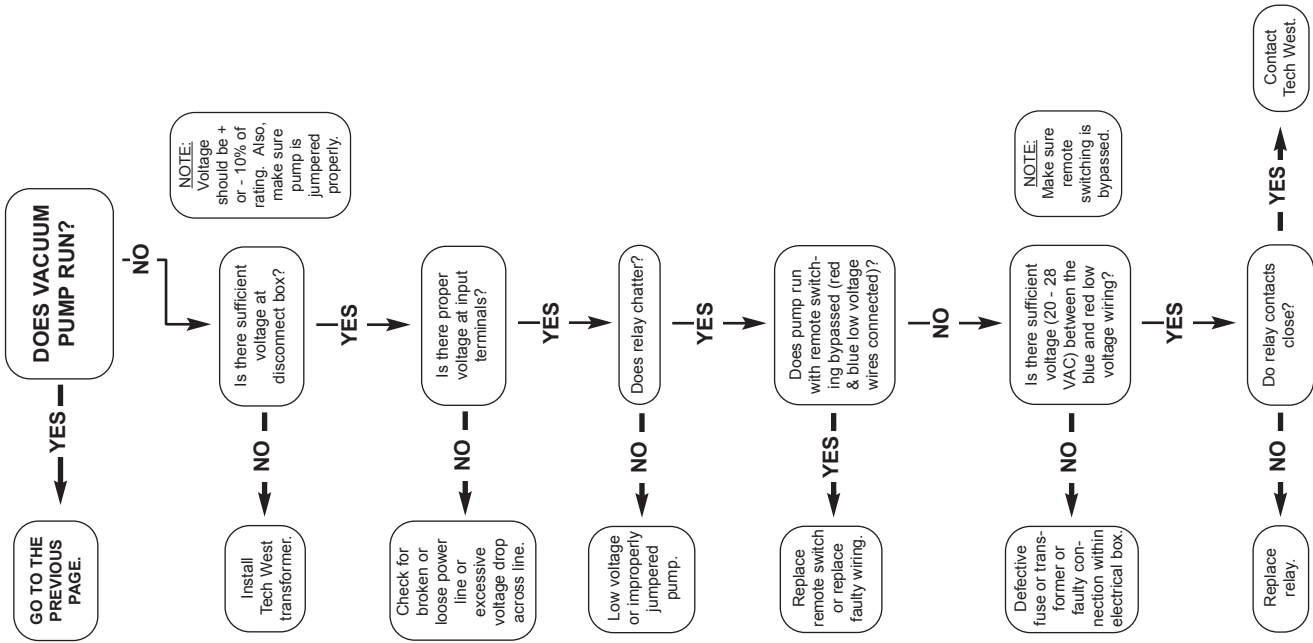 DOES VACUUM
PUMP RUN?
YES
GO TO THE
PREVIOUS
PAGE.
NO
Is there sufficient
voltage at
disconnect box?
NOTE:
Voltage
should be +
or - 10% of
rating. Also,
make sure
pump is
jumpered
properly.
NO
Install
Tech West
transformer.
YES
Is there proper
voltage at input
terminals?
NO
Check for
broken or
loose power
line or
excessive
voltage drop
across line.
YES
Does relay chatter?
NO
Low voltage
or improperly
jumpered
pump.
YES
Does pump run
with remote switch-
ing bypassed (red
& blue low voltage
wires connected)?
YES
Replace
remote switch
or replace
faulty wiring.
NO
Is there sufficient
voltage (20 - 28
VAC) between the
blue and red low
voltage wiring?
NOTE:
Make sure
remote
switching is
bypassed.
NO
Defective
fuse or trans-
former or
faulty con-
nection within
electrical box.
YES
Do relay contacts
close?
NO
Replace
relay.
YES
Contact
Tech West.